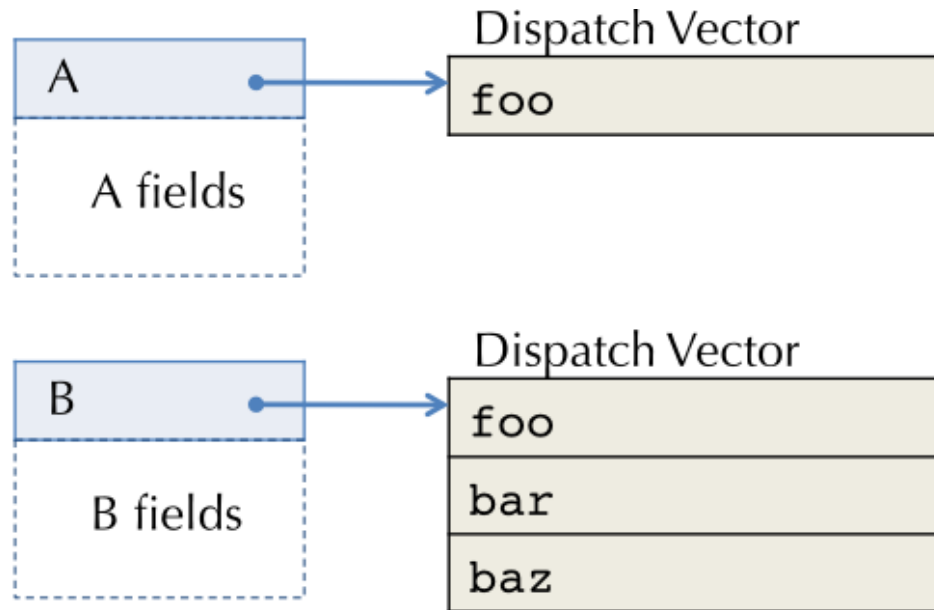 Dispatch Vector
A
foo
A fields
Dispatch Vector
B
foo
bar
B fields
baz